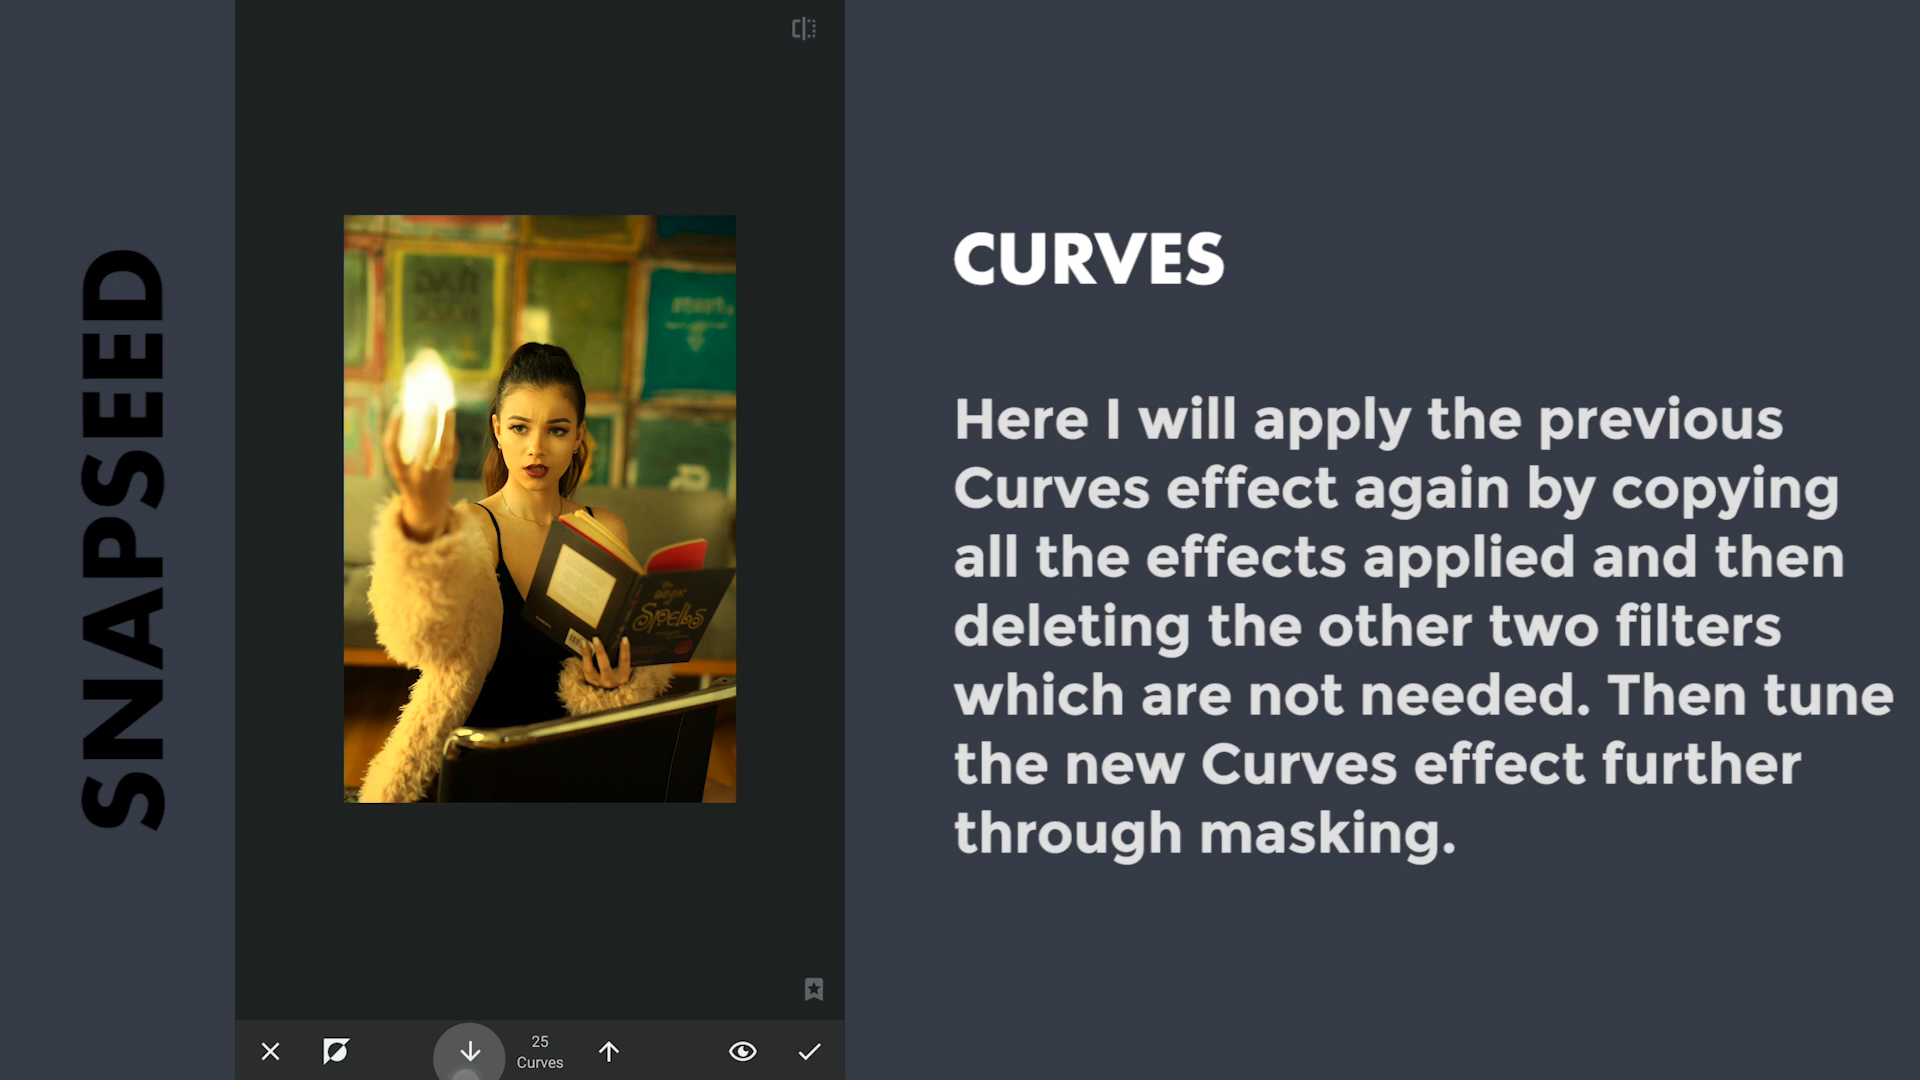 SNAPSEED
CURVES
Here I will apply the previous
Curves effect again by copying
all the effects applied and then
deleting the other two filters
which are not needed. Then tune
the new Curves effect further
through masking.
Spells
25
Curves